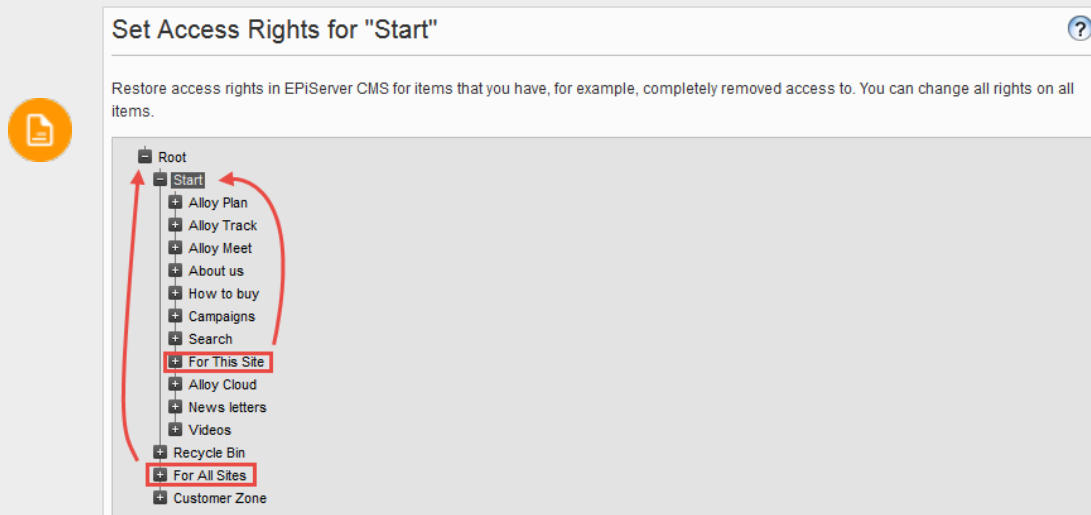 Set Access Rights for "Start"
?
Restore access rights in EPiServer CMS for items that you have, for example, completely removed access to. You can change all rights on all
items.
Root
Start
Alloy Plan
Alloy Track
Alloy Meet
About us
How to buy
Campaigns
Search
For This Site
Alloy Cloud
News letters
Videos
Recycle Bin
For All Sites
Customer Zone